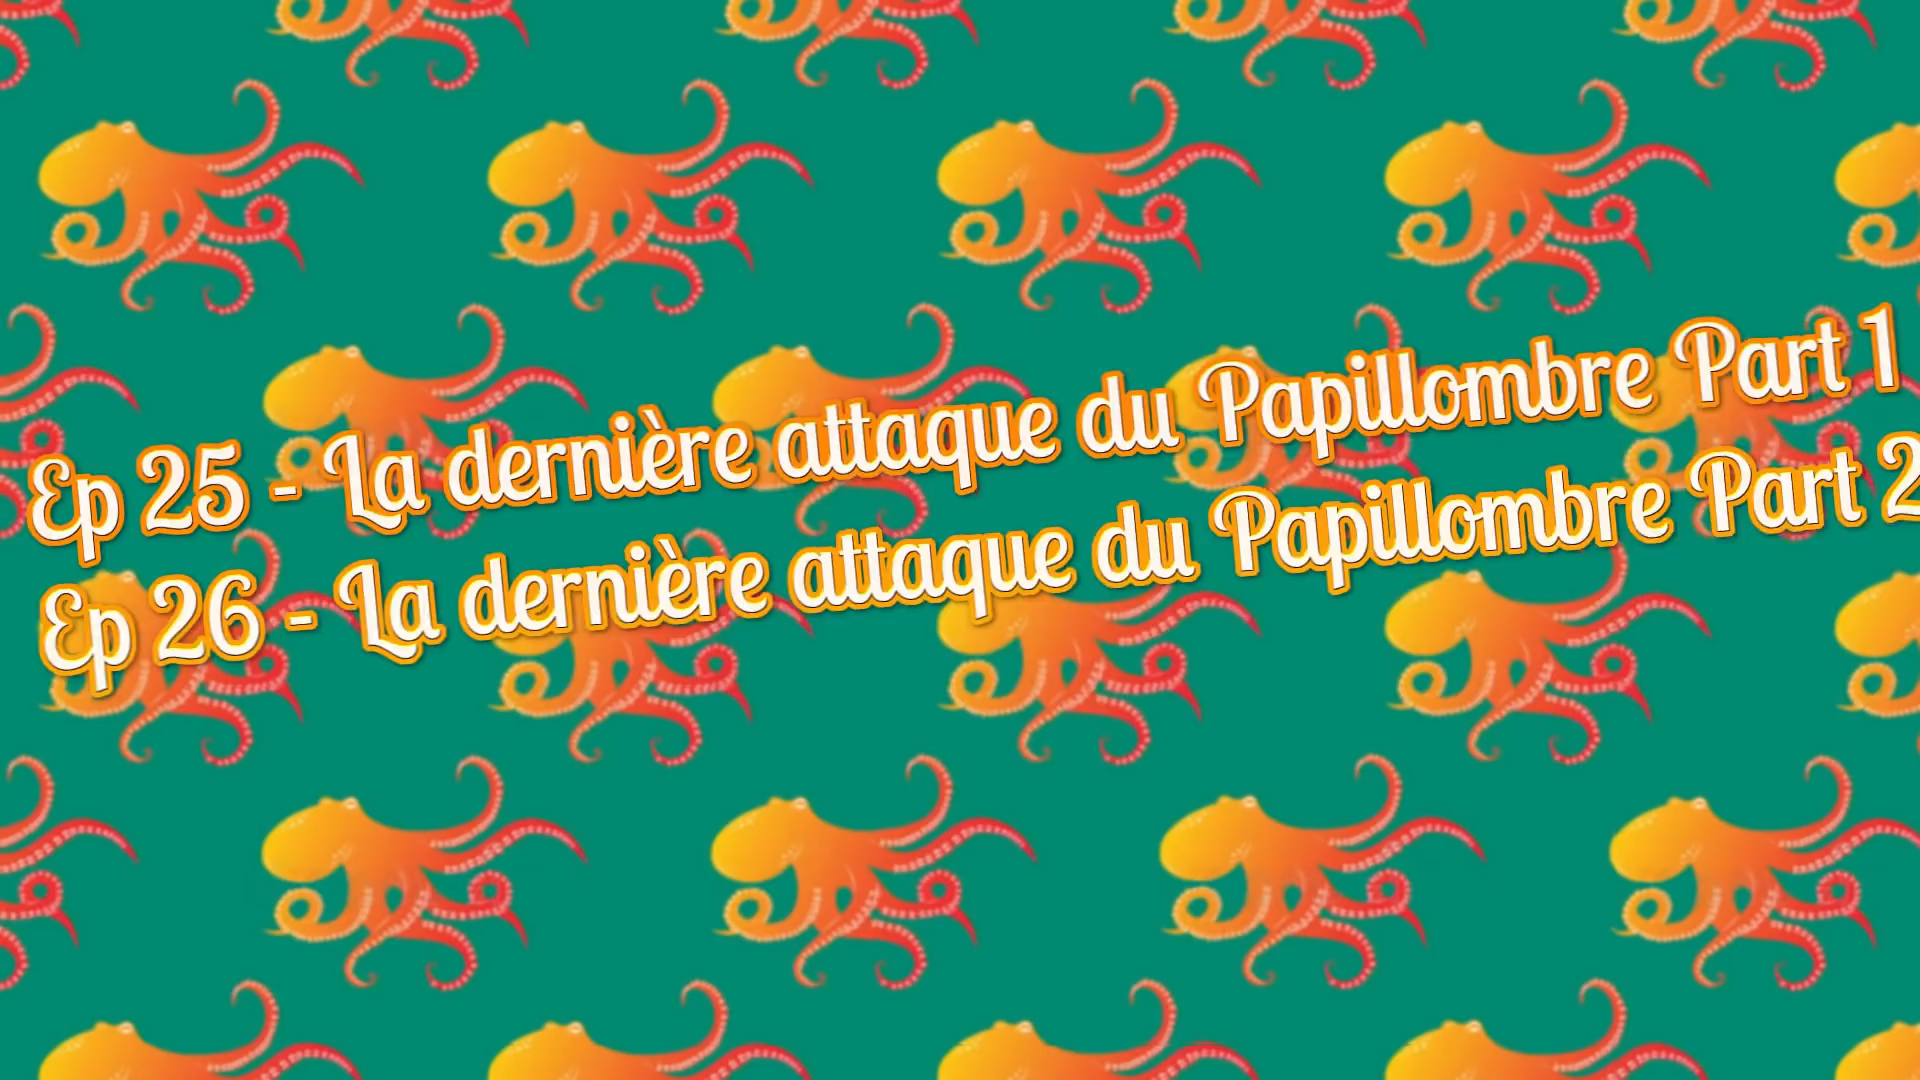 Ep 25 - La dernière attaque du Papillombre Part 1
Ep 26 - La dernière attaque du Papillombre Part 2